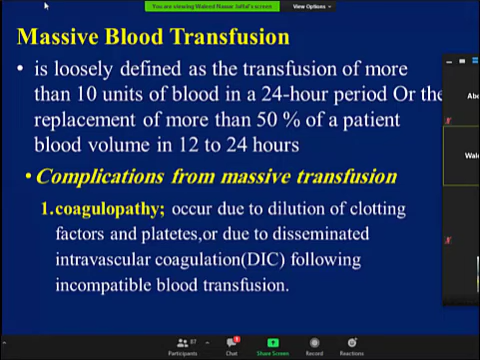 You are viewing Waleed Nassar Jaffal's screen
View Options
Massive Blood Transfusion
• is loosely defined as the transfusion of more
than 10 units of blood in a 24-hour period Or the
replacement of more than 50 % of a patient
blood volume in 12 to 24 hours
•Complications from massive transfusion
1.coagulopathy; occur due to dilution of clotting
factors and platetes,or due to disseminated
intravascular coagulation(DIC) following
incompatible blood transfusion.
Abe
Wale
87
Participants
Chat
Share Screen
Record
Reactions